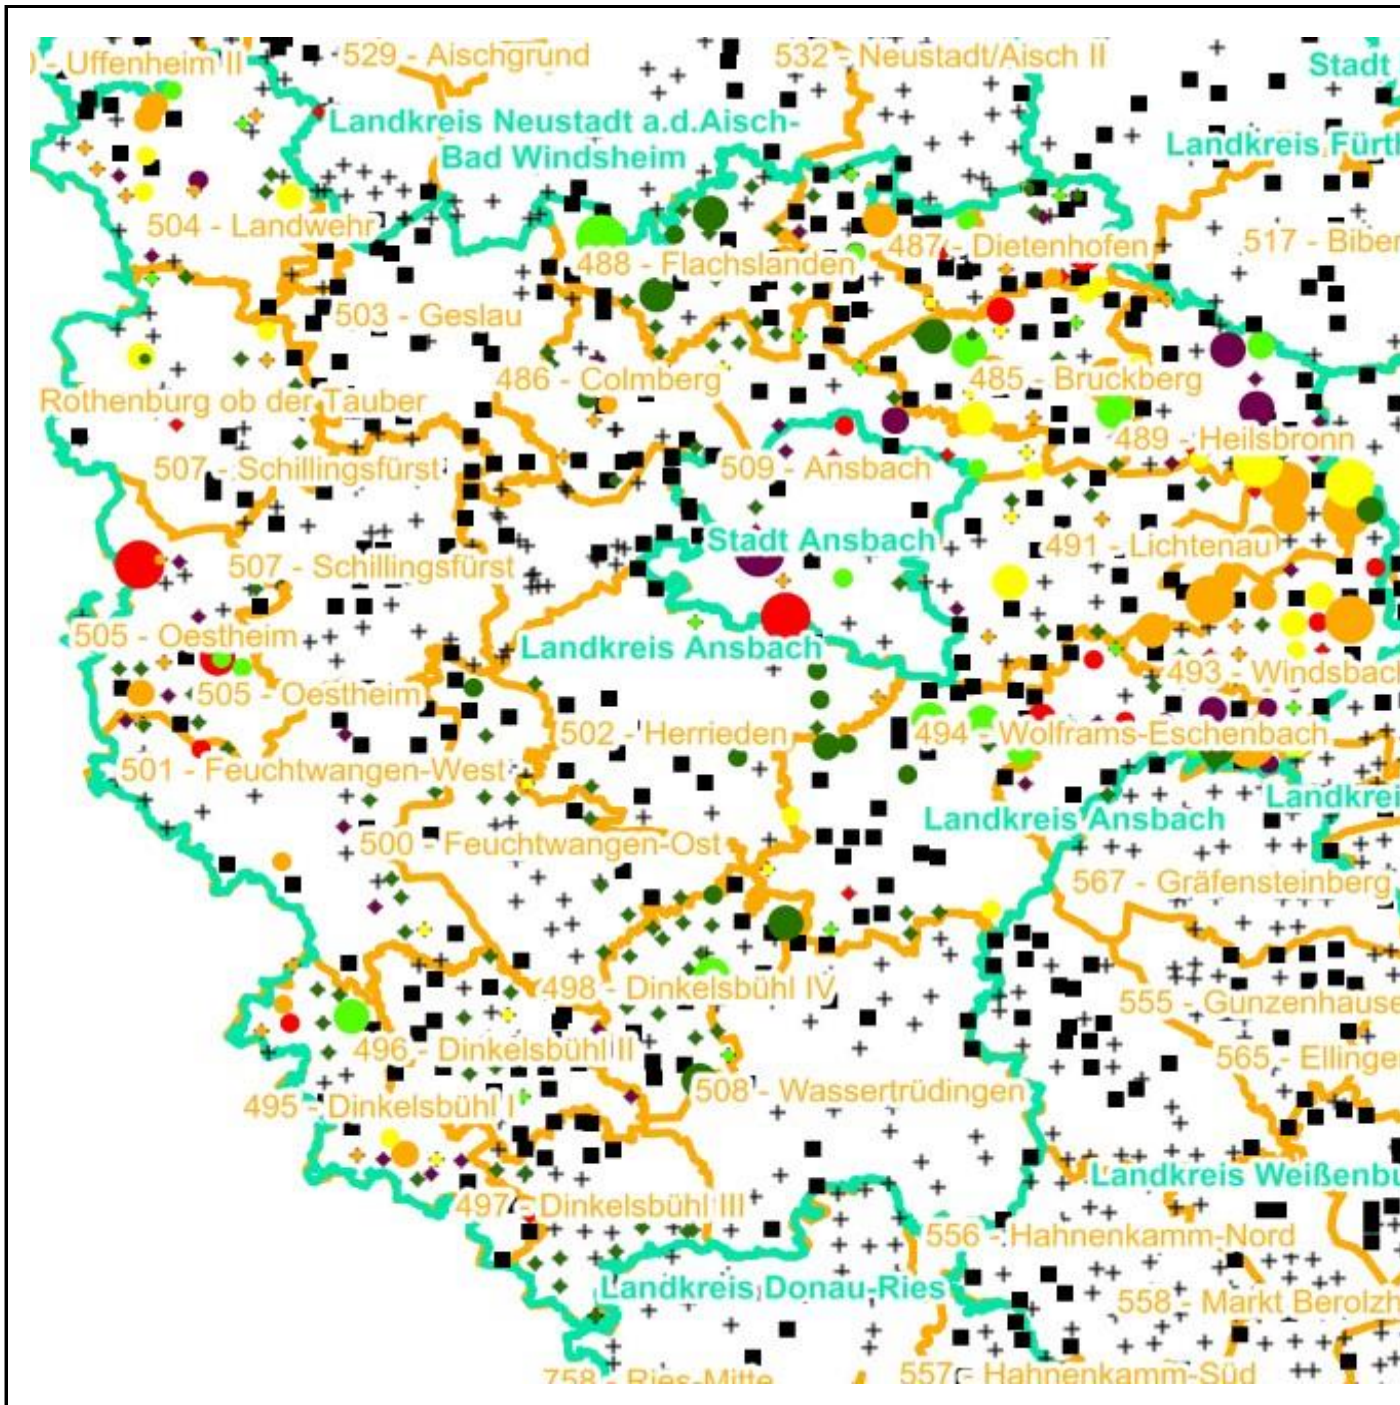 529 - Aischgrund
532 - Neustadt/Aisch II
- Uffenheim II
Stadt
Landkreis Neustadt a.d.Aisch-
Bad Windsheim
Landkreis
504 - Landwehr
487 - Dietenhofen
517 -
488 - Flachslanden
503 - Geslau
486 - Colmberg
485 - Bruckberg
Rothenburg ob der Tauber
489 - Heilsbronn
507 - Schillingsfürst
509 - Ansbach
Stadt Ansbach
491 - Lichtenau
507 - Schillingsfürst
505 - Oestheim
Landkreis Ansbach
493 - Windsbach
505 - Oestheim
502 - Herrieden
494 - Wolframs-Eschenbach
501 - Feuchtwangen-West
Landkrei
Landkreis Ansbach
500 - Feuchtwangen-Ost
567 - Gräfensteinberg
498 - Dinkelsbühl IV
555 - Gunzenhause
496 - Dinkelsbühl II
565 - Ellinge
508 - Wassertrüdingen
495 - Dinkelsbühl I
Landkreis Weißenbu
497 - Dinkelsbühl III
556 - Hahnenkamm-Nord
Landkreis Donau-Ries
558 - Markt Berolzh
758 - Ries-Mitte
557 - Hahnenkamm-Süd